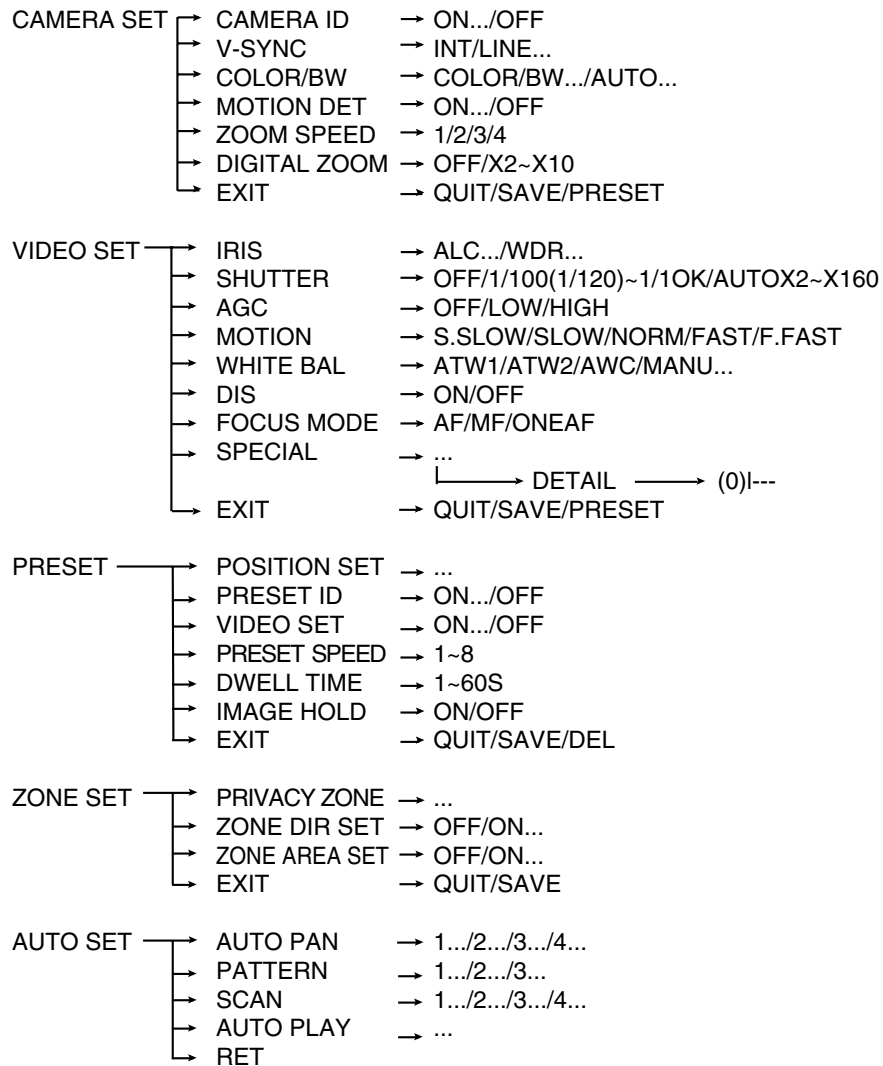 CAMERA SET CAMERA ID ON.../OFF
V-SYNC INT/LINE...
COLOR/BW COLOR/BW.../AUTO...
MOTION DET ON.../OFF
ZOOM SPEED 1/2/3/4
DIGITAL ZOOM OFF/X2~X10
EXIT QUIT/SAVE/PRESET
VIDEO SET IRIS ALC.../WDR...
SHUTTER OFF/1/100(1/120)~1/1OK/AUTOX2~X160
AGC OFF/LOW/HIGH
MOTION S.SLOW/SLOW/NORM/FAST/F.FAST
WHITE BAL ATW1/ATW2/AWC/MANU...
DIS ON/OFF
FOCUS MODE AF/MF/ONEAF
SPECIAL ...
DETAIL (0)I---
EXIT QUIT/SAVE/PRESET
PRESET POSITION SET ...
PRESET ID ON.../OFF
VIDEO SET ON.../OFF
PRESET SPEED 1~8
DWELL TIME 1~60S
IMAGE HOLD ON/OFF
EXIT QUIT/SAVE/DEL
ZONE SET PRIVACY ZONE ...
ZONE DIR SET OFF/ON...
ZONE AREA SET OFF/ON...
EXIT QUIT/SAVE
AUTO SET AUTO PAN 1.../2.../3.../4...
PATTERN 1.../2.../3...
SCAN 1.../2.../3.../4...
AUTO PLAY ...
RET